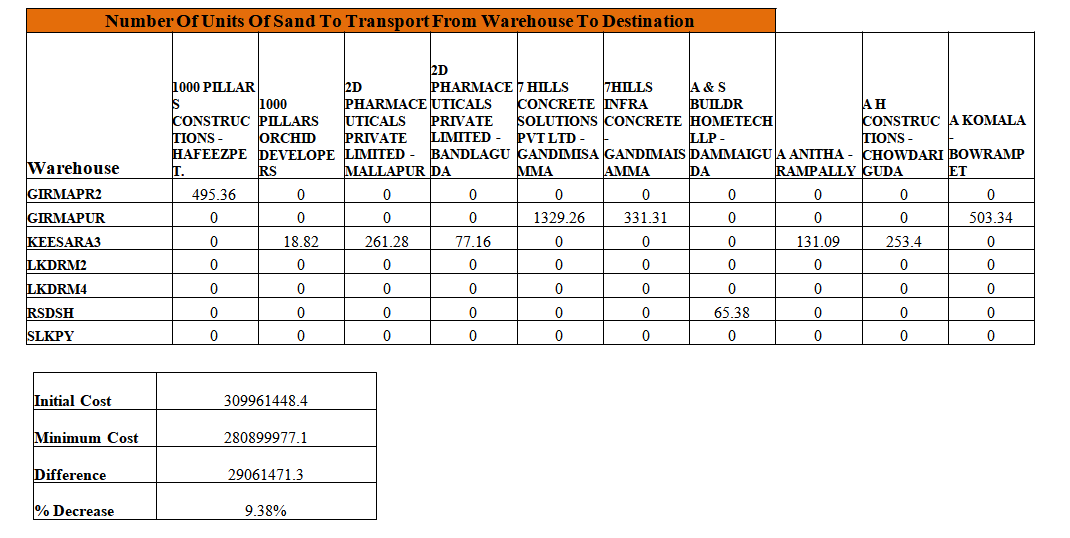 Number Of Units Of Sand To Transport From Warehouse To Destination
Warehouse
1000 PILLAR
S
CONSTRUC
TIONS -
HAFEEZPE
T.
1000
PILLARS
ORCHID
DEVELOPE
RS
2D
PHARMACE
UTICALS
PRIVATE
LIMITED -
MALLAPUR
2D
PHARMACE
UTICALS
PRIVATE
LIMITED -
BANDLAGU
DA
7 HILLS
CONCRETE
SOLUTIONS
PVT LTD -
GANDIMISA
MMA
7HILLS
INFRA
CONCRETE
-
GANDIMAIS
AMMA
A & S
BUILDR
HOMETECH
LLP -
DAMMAIGU
DA
A ANITHA -
RAMPALLY
A H
CONSTRUC
TIONS -
CHOWDARI
GUDA
A KOMALA
-
BOWRAMP
ET
GIRMAPR2 495.36 0 0 0 0 0 0 0 0 0
GIRMAPUR 0 0 0 0 1329.26 331.31 0 0 0 503.34
KEESARA3 0 18.82 261.28 77.16 0 0 0 131.09 253.4 0
LKDRM2 0 0 0 0 0 0 0 0 0 0
LKDRM4 0 0 0 0 0 0 0 0 0 0
RSDSH 0 0 0 0 0 0 65.38 0 0 0
SLKPY 0 0 0 0 0 0 0 0 0 0
Initial Cost 309961448.4
Minimum Cost 280899977.1
Difference 29061471.3
% Decrease 9.38%